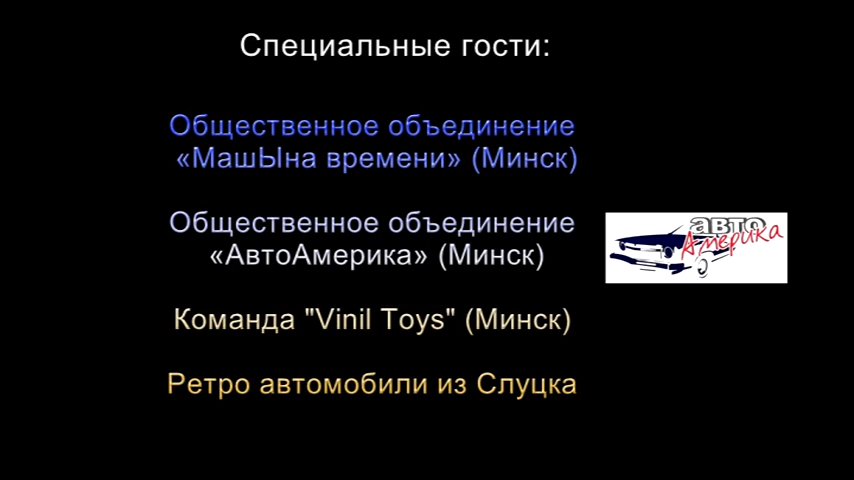 Специальные гости:
Общественное объединение
«МашЫна времени» (Минск)
Общественное объединение
«АвтоАмерика» (Минск)
авто
Америка
Команда "Vinil Toys" (Минск)
Ретро автомобили из Слуцка